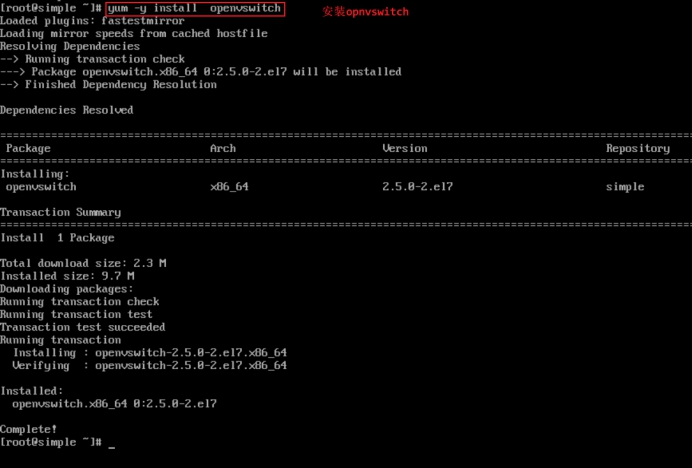 [root@simple ~]# yum -y install  openvswitch 安装opnvswitch
Loaded plugins: fastestmirror
Loading mirror speeds from cached hostfile
Resolving Dependencies
--> Running transaction check
---> Package openvswitch.x86_64 0:2.5.0-2.el7 will be installed
--> Finished Dependency Resolution
Dependencies Resolved
Package Arch Version Repository
Installing:
openvswitch x86_64 2.5.0-2.el7 simple
Transaction Summary
Install  1 Package
Total download size: 2.3 M
Installed size: 9.7 M
Downloading packages:
Running transaction check
Running transaction test
Transaction test succeeded
Running transaction
Installing : openvswitch-2.5.0-2.el7.x86_64
Verifying  : openvswitch-2.5.0-2.el7.x86_64
Installed:
openvswitch.x86_64 0:2.5.0-2.el7
Complete!
[root@simple ~]# _